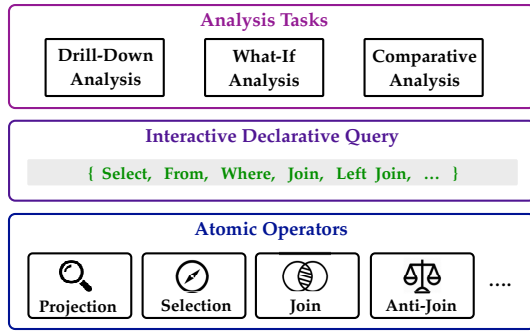 Analysis Tasks
Drill-Down Analysis
What-If Analysis
Comparative Analysis
Interactive Declarative Query
{ Select, From, Where, Join, Left Join, … }
Atomic Operators
Projection
Selection
Join
Anti-Join
....